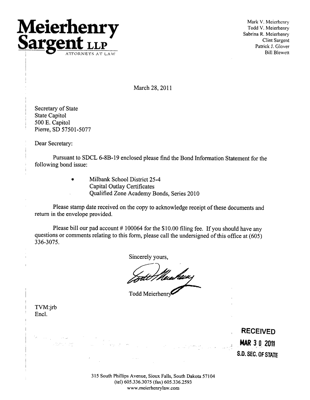 Meierhenry
Sargent LLP
ATTORNEYS AT LAW
Mark V. Meierhenry
Todd V. Meierhenry
Sabrina R. Meierhenry
Clint Sargent
Patrick J. Glover
Bill Blewett
March 28, 2011
Secretary of State
State Capitol
500 E. Capitol
Pierre, SD 57501-5077
Dear Secretary:
Pursuant to SDCL 6-8B-19 enclosed please find the Bond Information Statement for the
following bond issue:
• Milbank School District 25-4
Capital Outlay Certificates
Qualified Zone Academy Bonds, Series 2010
Please stamp date received on the copy to acknowledge receipt of these documents and
return in the envelope provided.
Please bill our pad account # 100064 for the $10.00 filing fee. If you should have any
questions or comments relating to this form, please call the undersigned of this office at (605)
336-3075.
Sincerely yours,
Todd Meierhenry
Todd Meierhenry
TVM.jrb
Encl.
RECEIVED
MAR 30 2011
S.D. SEC. OF STATE
315 South Phillips Avenue, Sioux Falls, South Dakota 57104
(tel) 605.336.3075 (fax) 605.336.2593
www.meierhenrylaw.com